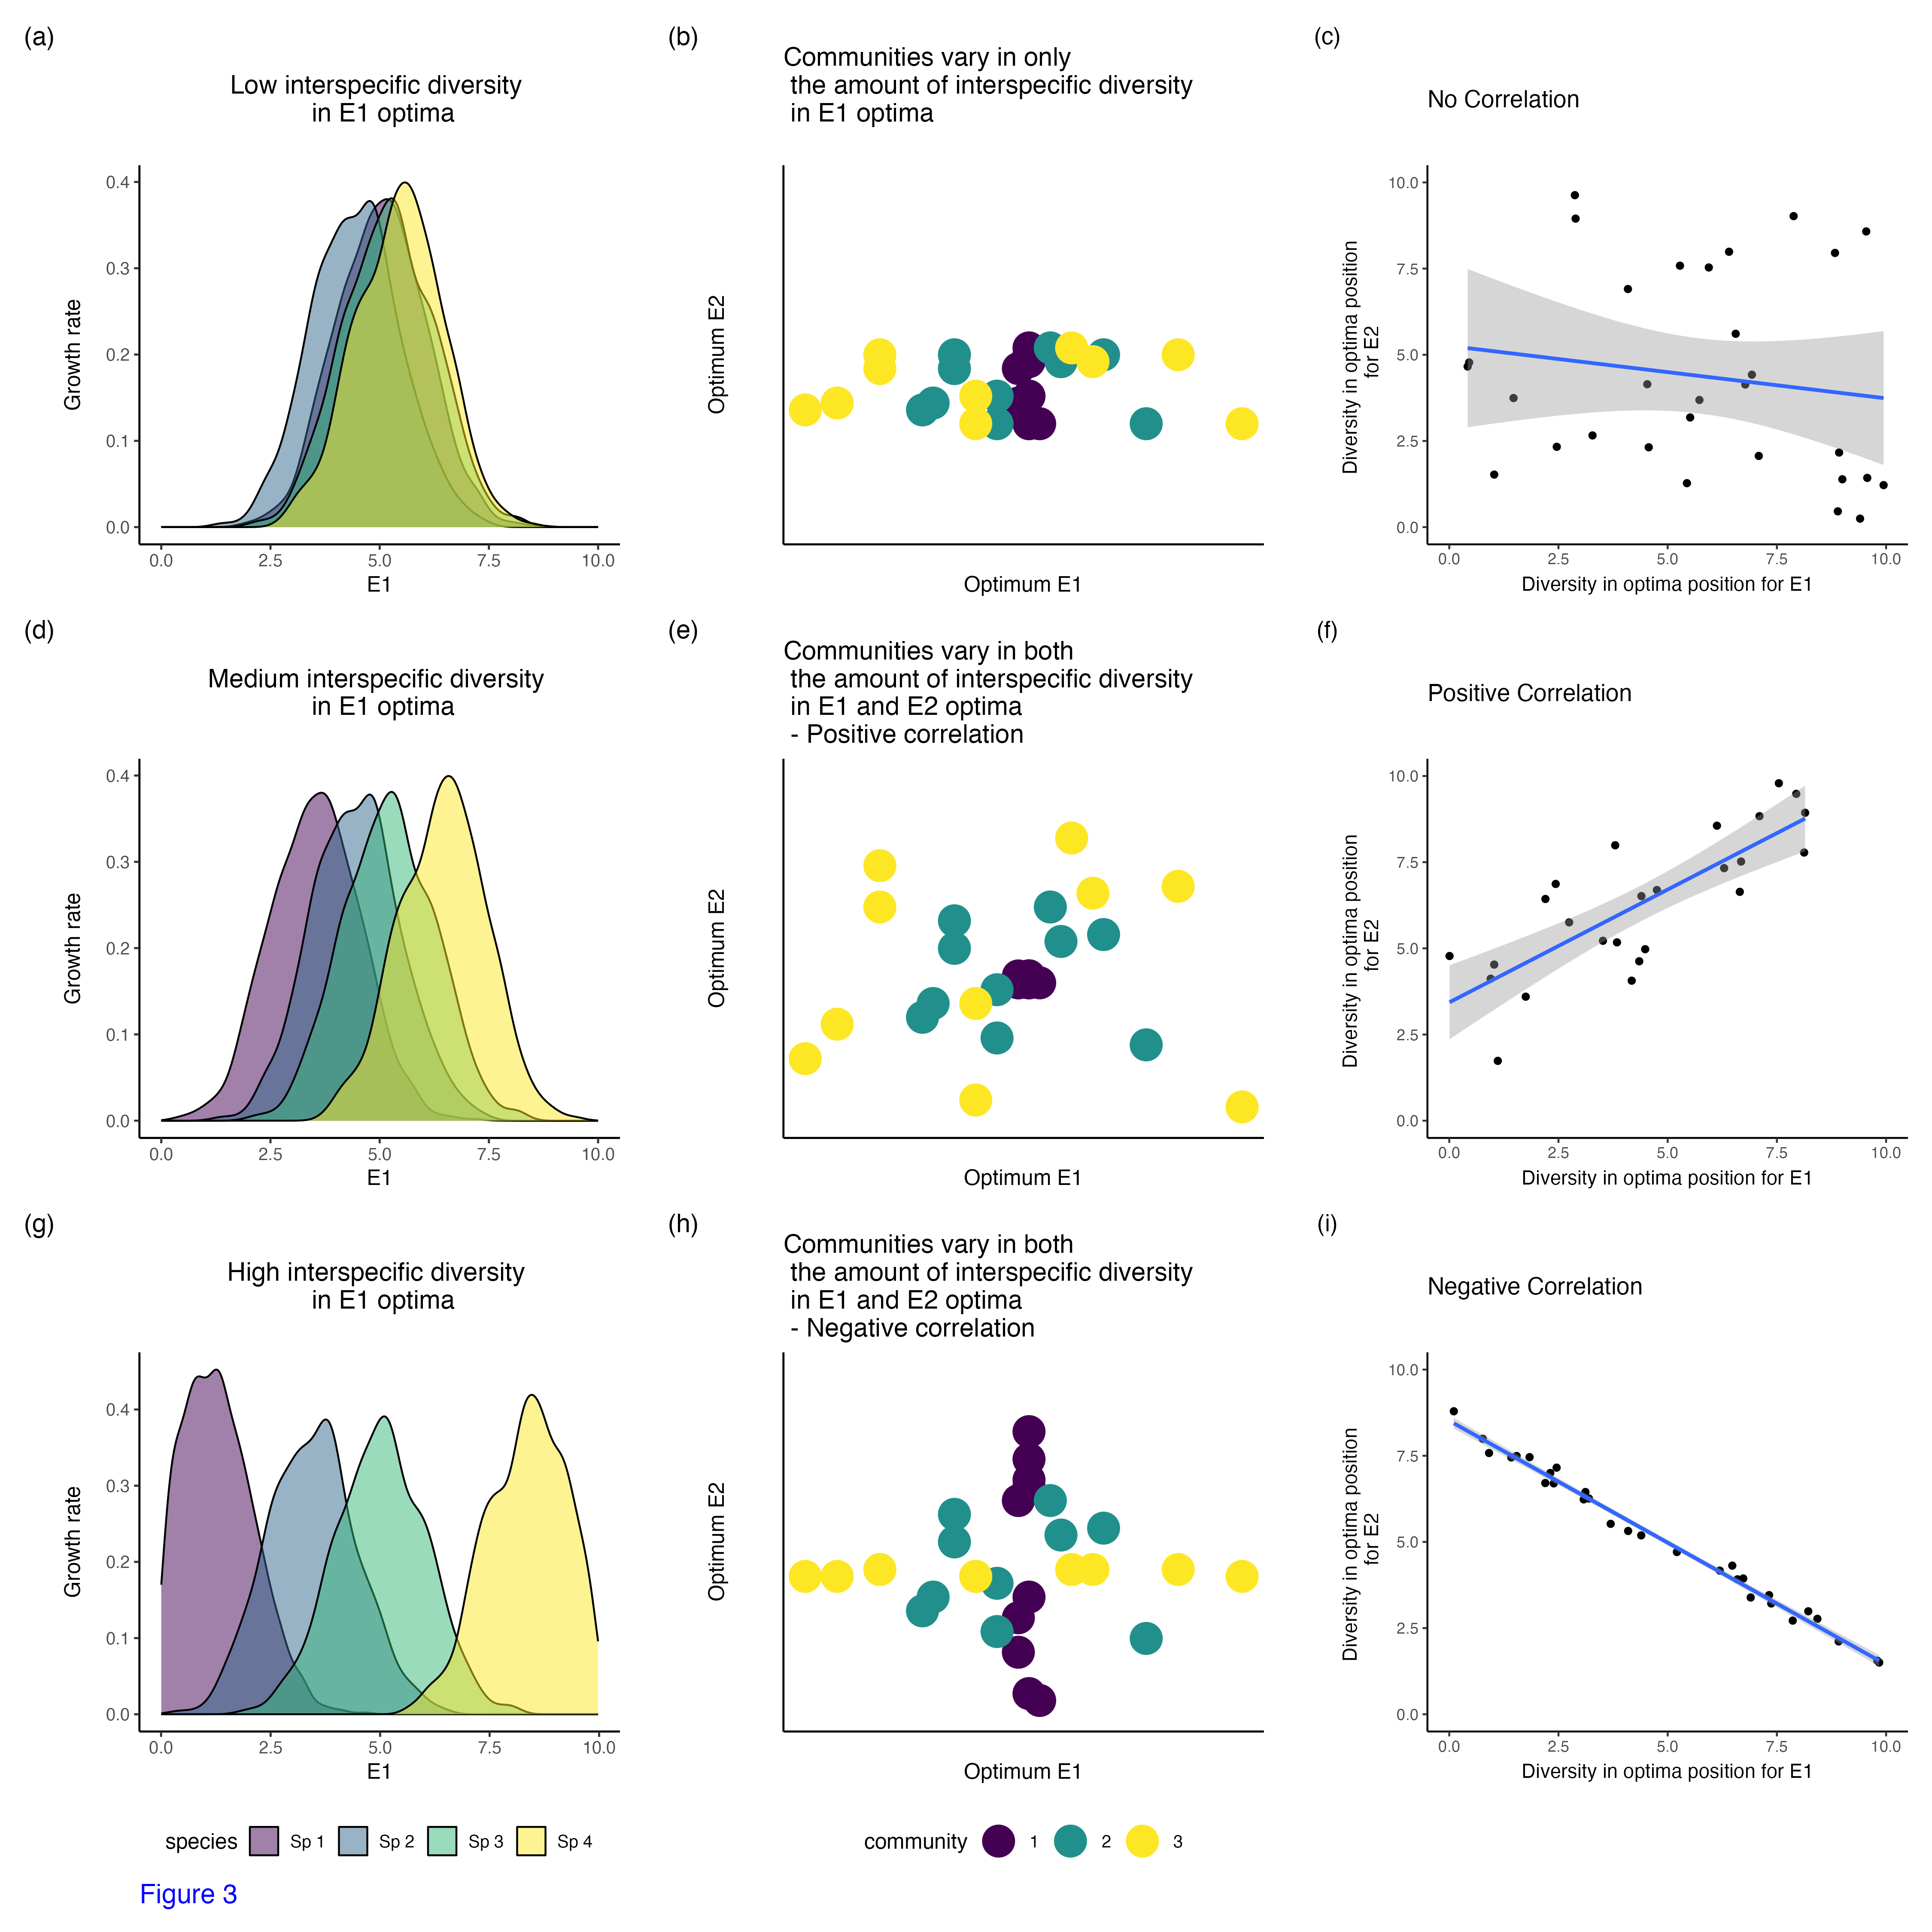 (a)
Low interspecific diversity
in E1 optima
Growth rate
0.4
0.3
0.2
0.1
0.0
0.0 2.5 5.0 7.5 10.0
E1
(b)
Communities vary in only
the amount of interspecific diversity
in E1 optima
Optimum E2
Optimum E1
(c)
No Correlation
Diversity in optima position
for E2
10.0
7.5
5.0
2.5
0.0
0.0 2.5 5.0 7.5 10.0
Diversity in optima position for E1
(d)
Medium interspecific diversity
in E1 optima
Growth rate
0.4
0.3
0.2
0.1
0.0
0.0 2.5 5.0 7.5 10.0
E1
(e)
Communities vary in both
the amount of interspecific diversity
in E1 and E2 optima
- Positive correlation
Optimum E2
Optimum E1
(f)
Positive Correlation
Diversity in optima position
for E2
10.0
7.5
5.0
2.5
0.0
0.0 2.5 5.0 7.5 10.0
Diversity in optima position for E1
(g)
High interspecific diversity
in E1 optima
Growth rate
0.4
0.3
0.2
0.1
0.0
0.0 2.5 5.0 7.5 10.0
E1
(h)
Communities vary in both
the amount of interspecific diversity
in E1 and E2 optima
- Negative correlation
Optimum E2
Optimum E1
(i)
Negative Correlation
Diversity in optima position
for E2
10.0
7.5
5.0
2.5
0.0
0.0 2.5 5.0 7.5 10.0
Diversity in optima position for E1
species Sp 1 Sp 2 Sp 3 Sp 4
community 1 2 3
Figure 3